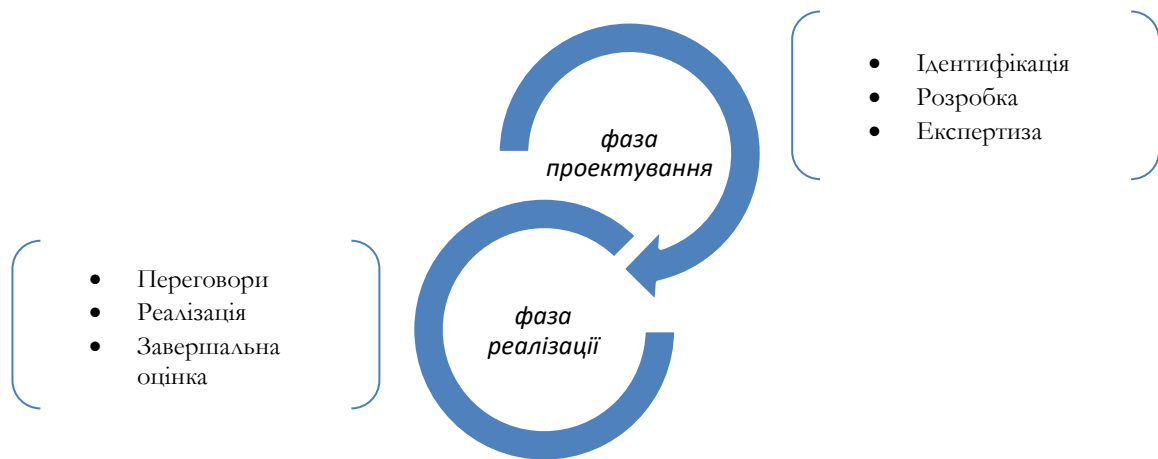 • Ідентифікація
• Розробка
• Експертиза
фаза
проектування
• Переговори
• Реалізація
• Завершальна
оцінка
фаза
реалізації